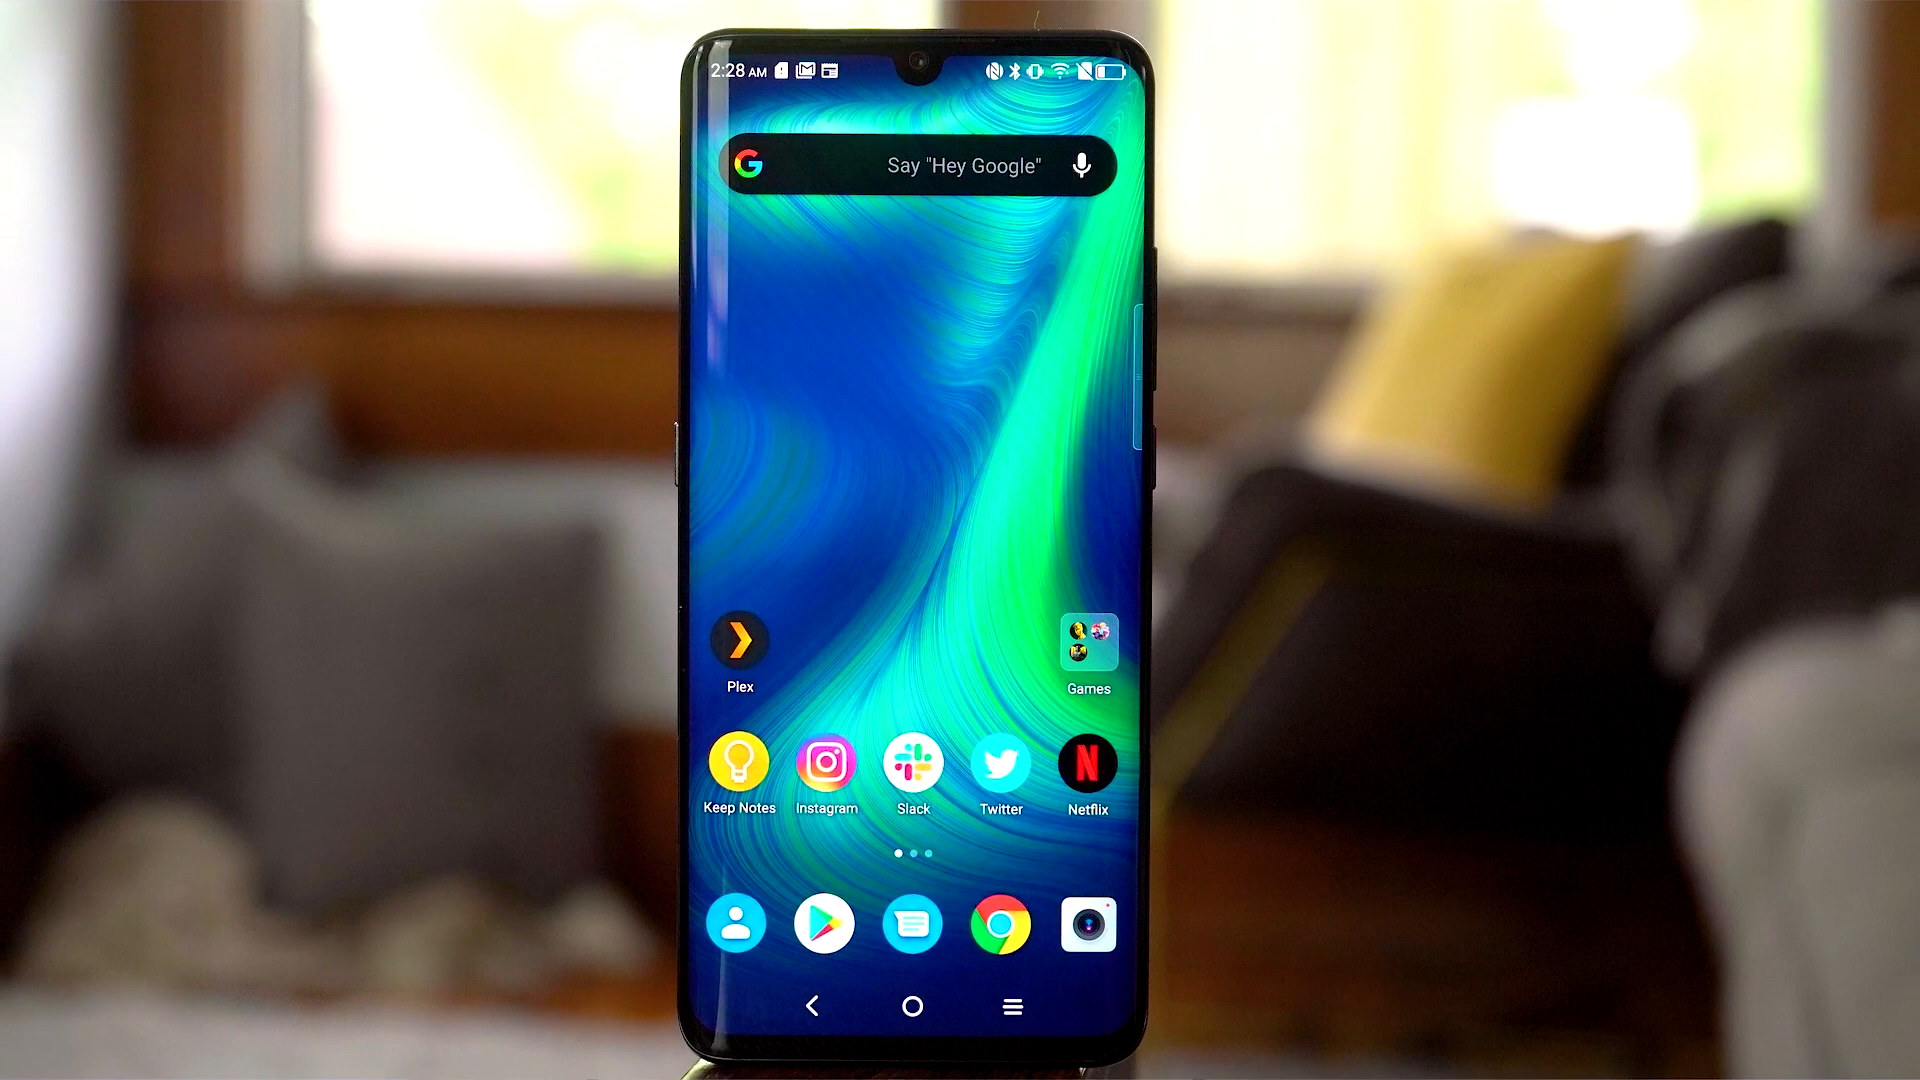 2:28 AM
Say "Hey Google"
Plex
Games
Keep Notes
Instagram
Slack
Twitter
Netflix